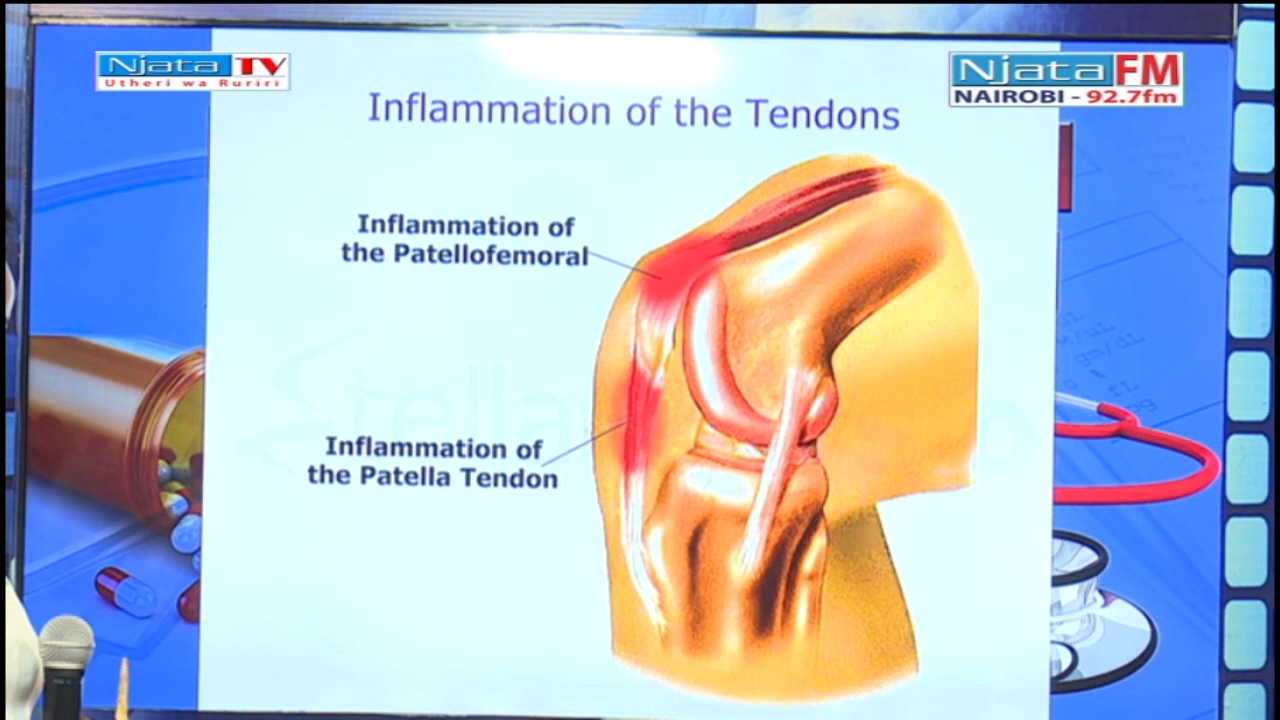 Njata TV
Utheri wa Ruriri
Njata FM
NAIROBI - 92.7fm
Inflammation of the Tendons
Inflammation of
the Patellofemoral
Inflammation of
the Patella Tendon